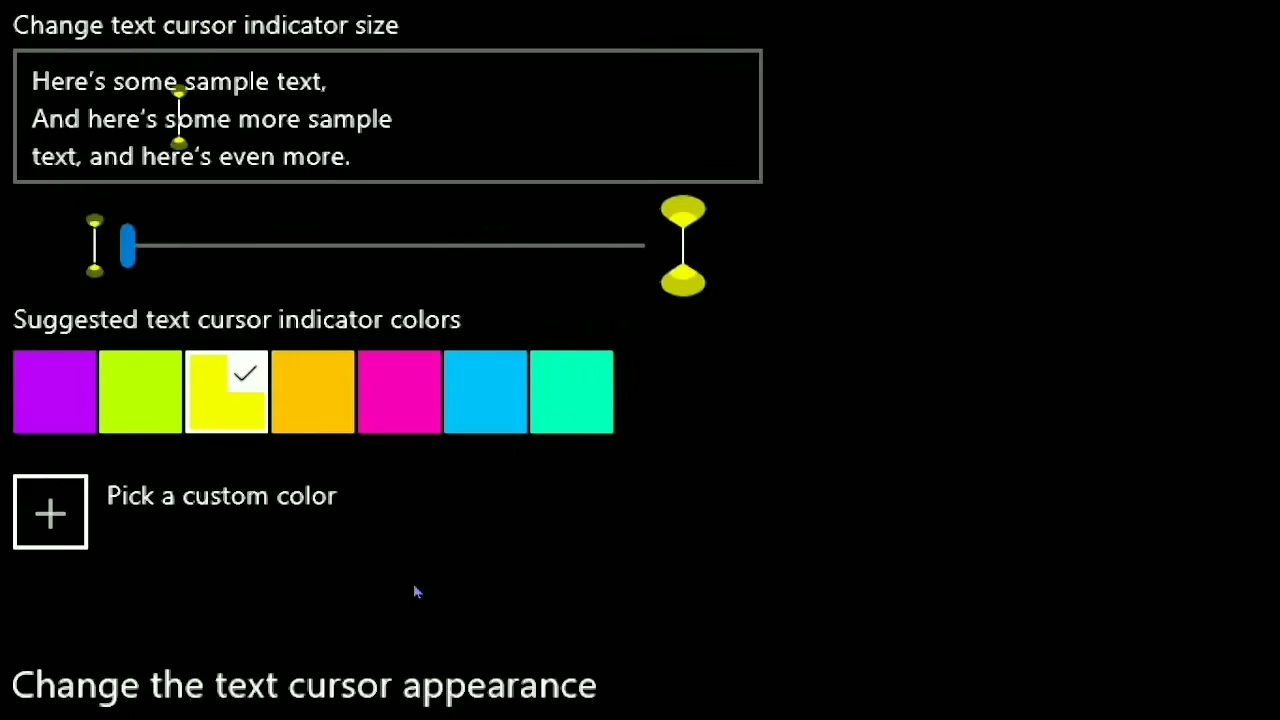 Change text cursor indicator size
Here's some sample text,
And here's some more sample
text, and here's even more.
Suggested text cursor indicator colors
Pick a custom color
Change the text cursor appearance